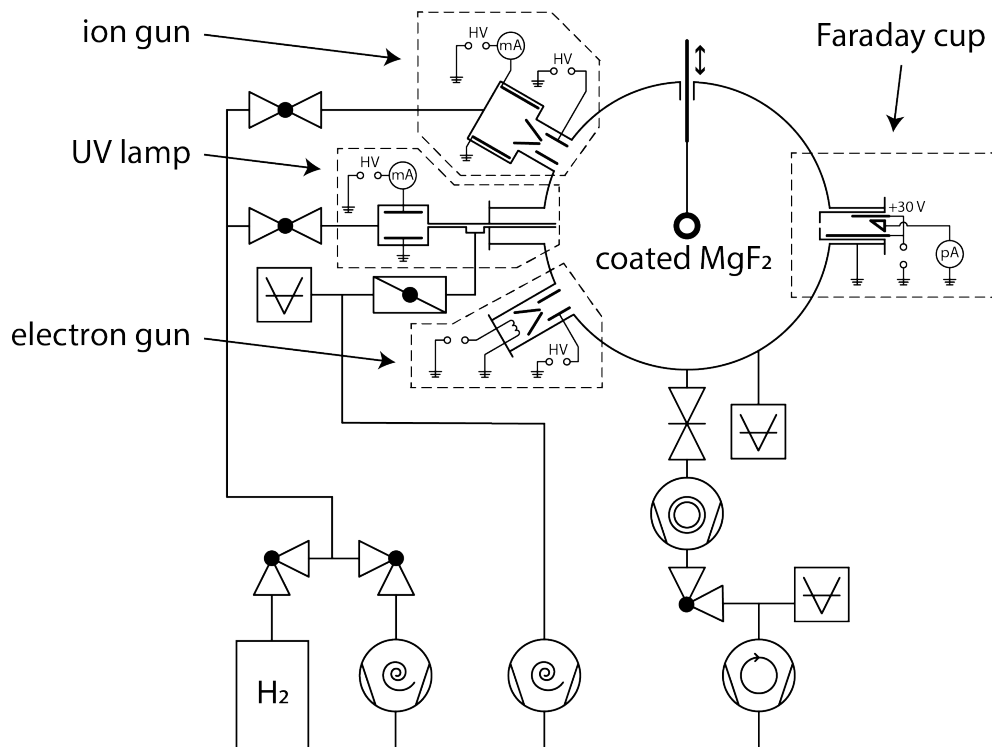 ion gun
HV
mA
HV
Faraday cup
UV lamp
HV
mA
+30 V
pA
coated MgF₂
electron gun
HV
H₂